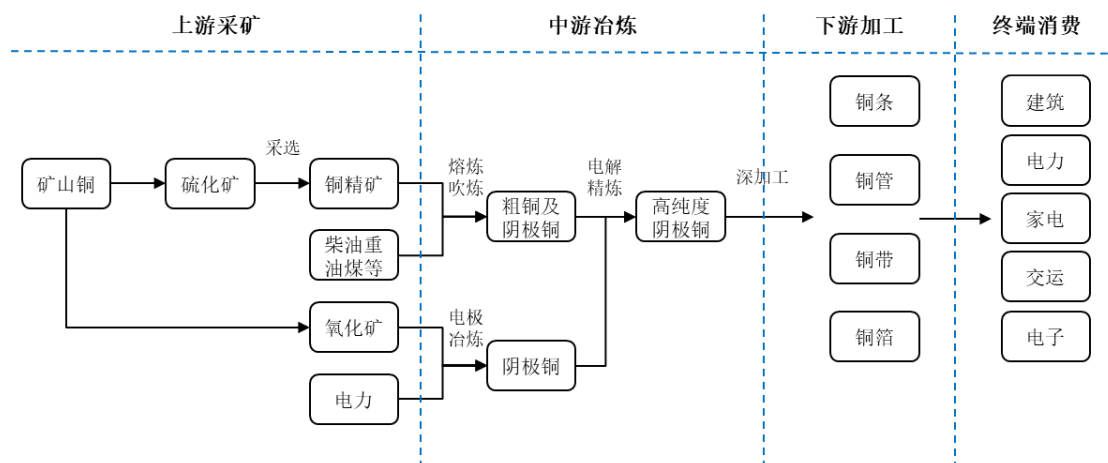 上游采矿
中游冶炼
下游加工
终端消费
矿山铜
硫化矿
采选
铜精矿
柴油重
油煤等
氧化矿
电力
熔炼
吹炼
粗铜及
阴极铜
电极
冶炼
阴极铜
电解
精炼
高纯度
阴极铜
深加工
铜条
铜管
铜带
铜箔
建筑
电力
家电
交运
电子